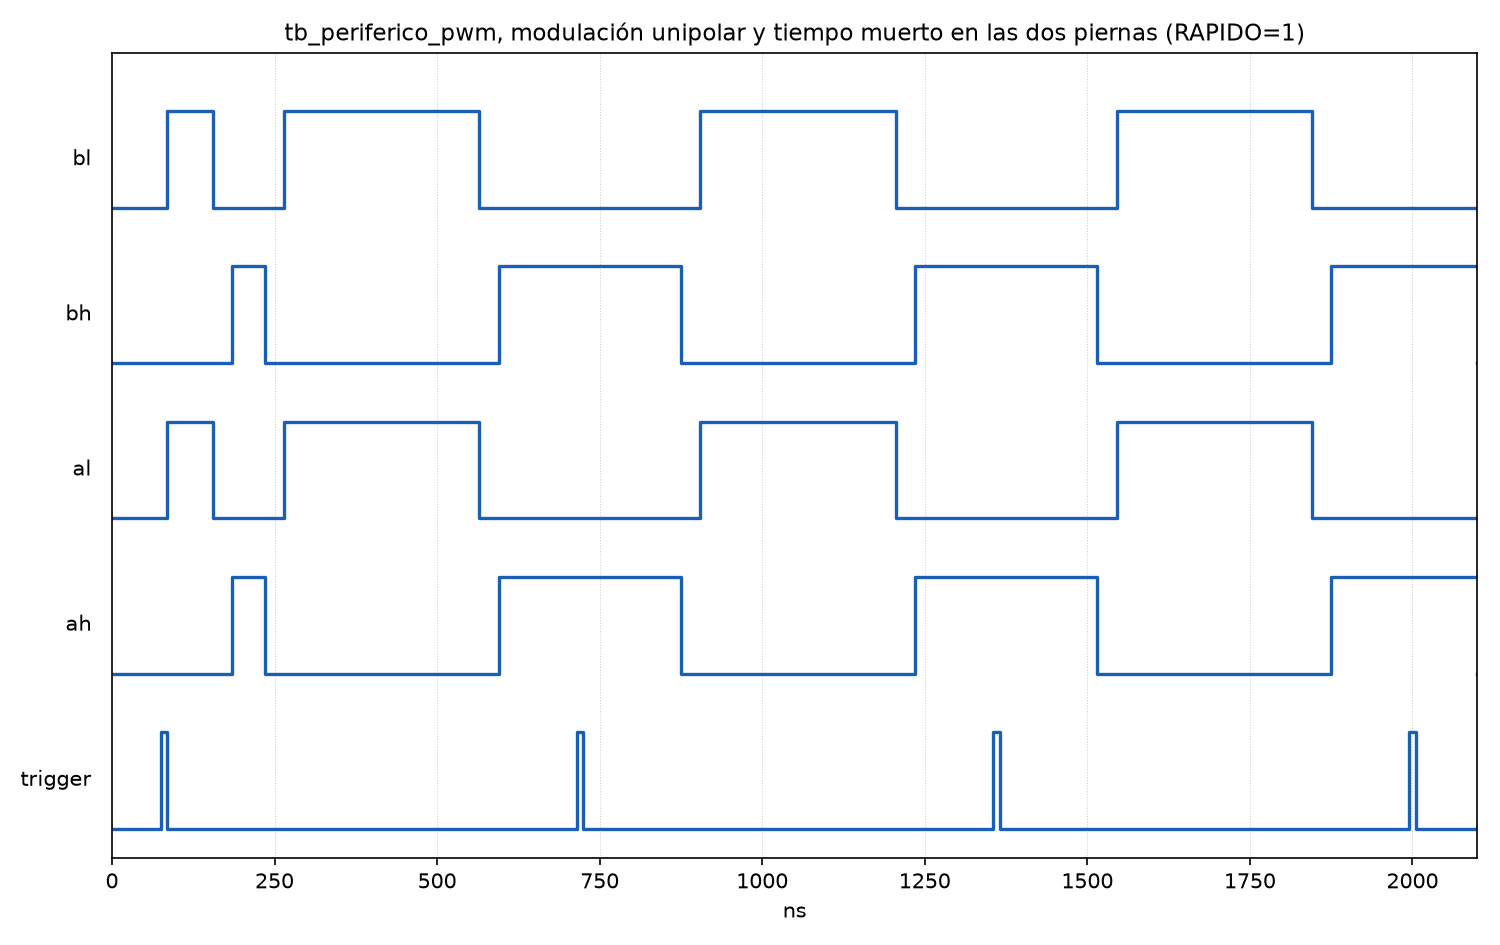 tb_periferico_pwm, modulación unipolar y tiempo muerto en las dos piernas (RAPIDO=1)
bl
bh
al
ah
trigger
0 250 500 750 1000 1250 1500 1750 2000
ns